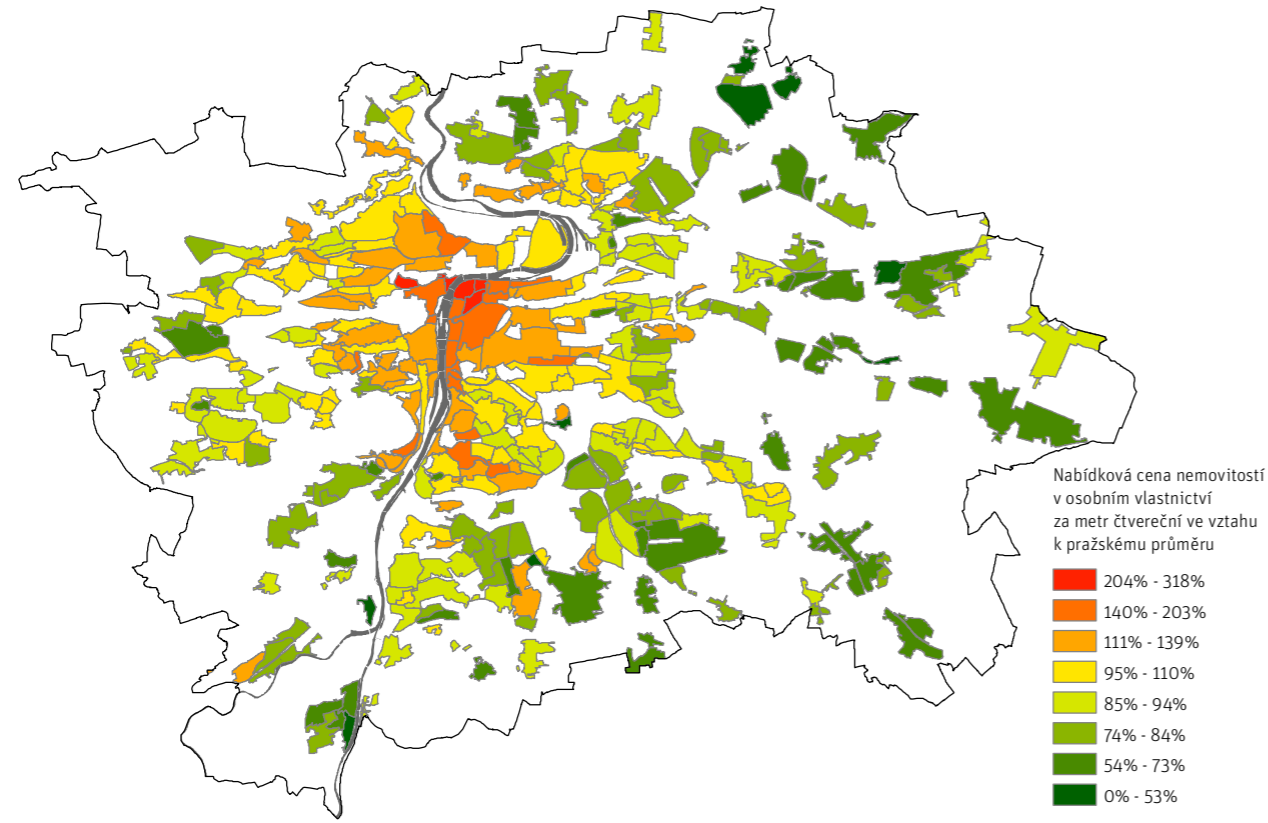 Nabídková cena nemovitostí
v osobním vlastnictví
za metr čtvereční ve vztahu
k pražskému průměru
204% - 318%
140% - 203%
111% - 139%
95% - 110%
85% - 94%
74% - 84%
54% - 73%
0% - 53%